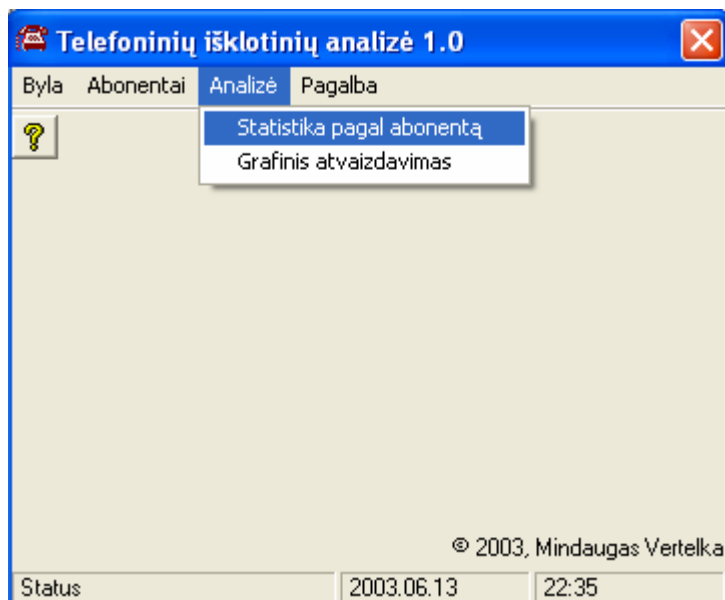 Telefoninių išklotinių analizė 1.0
Byla Abonentai Analizė Pagalba
Statistika pagal abonentą
Grafinis atvaizdavimas
© 2003, Mindaugas Vertelka
Status 2003.06.13 22:35